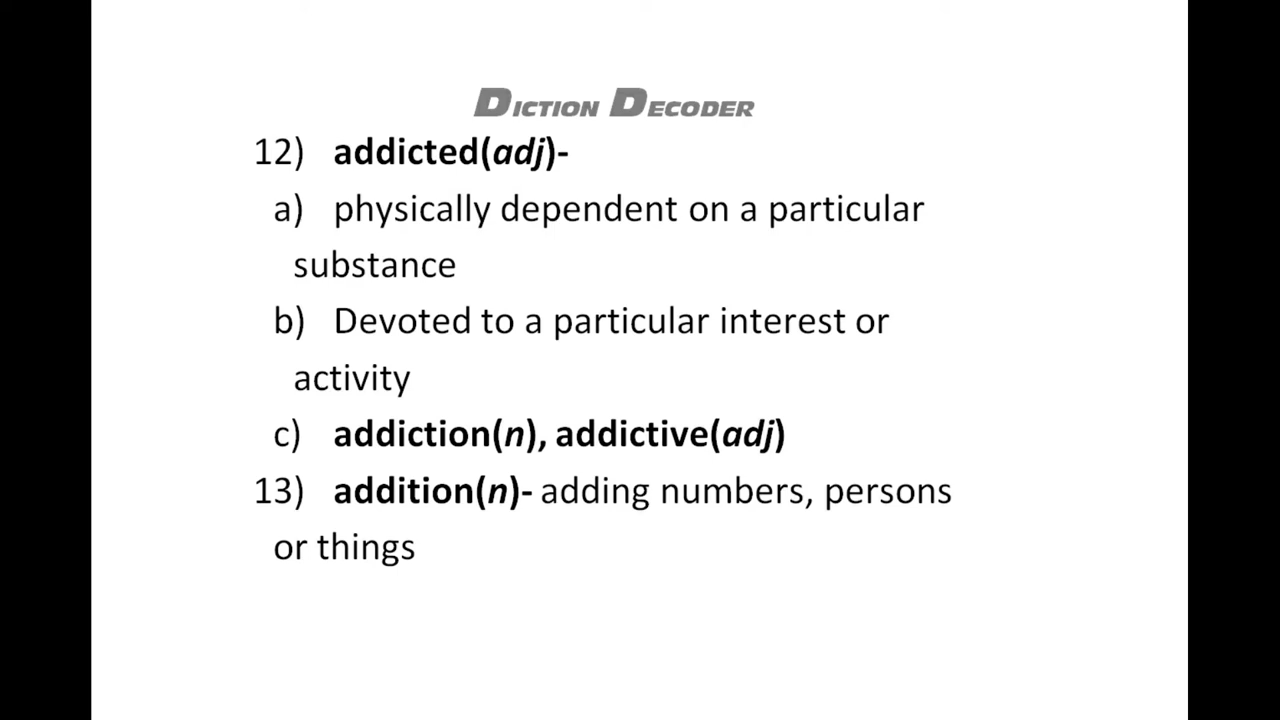 DICTION DECODER
12) addicted(adj)-
a) physically dependent on a particular
substance
b) Devoted to a particular interest or
activity
c) addiction(n), addictive(adj)
13) addition(n)- adding numbers, persons
or things